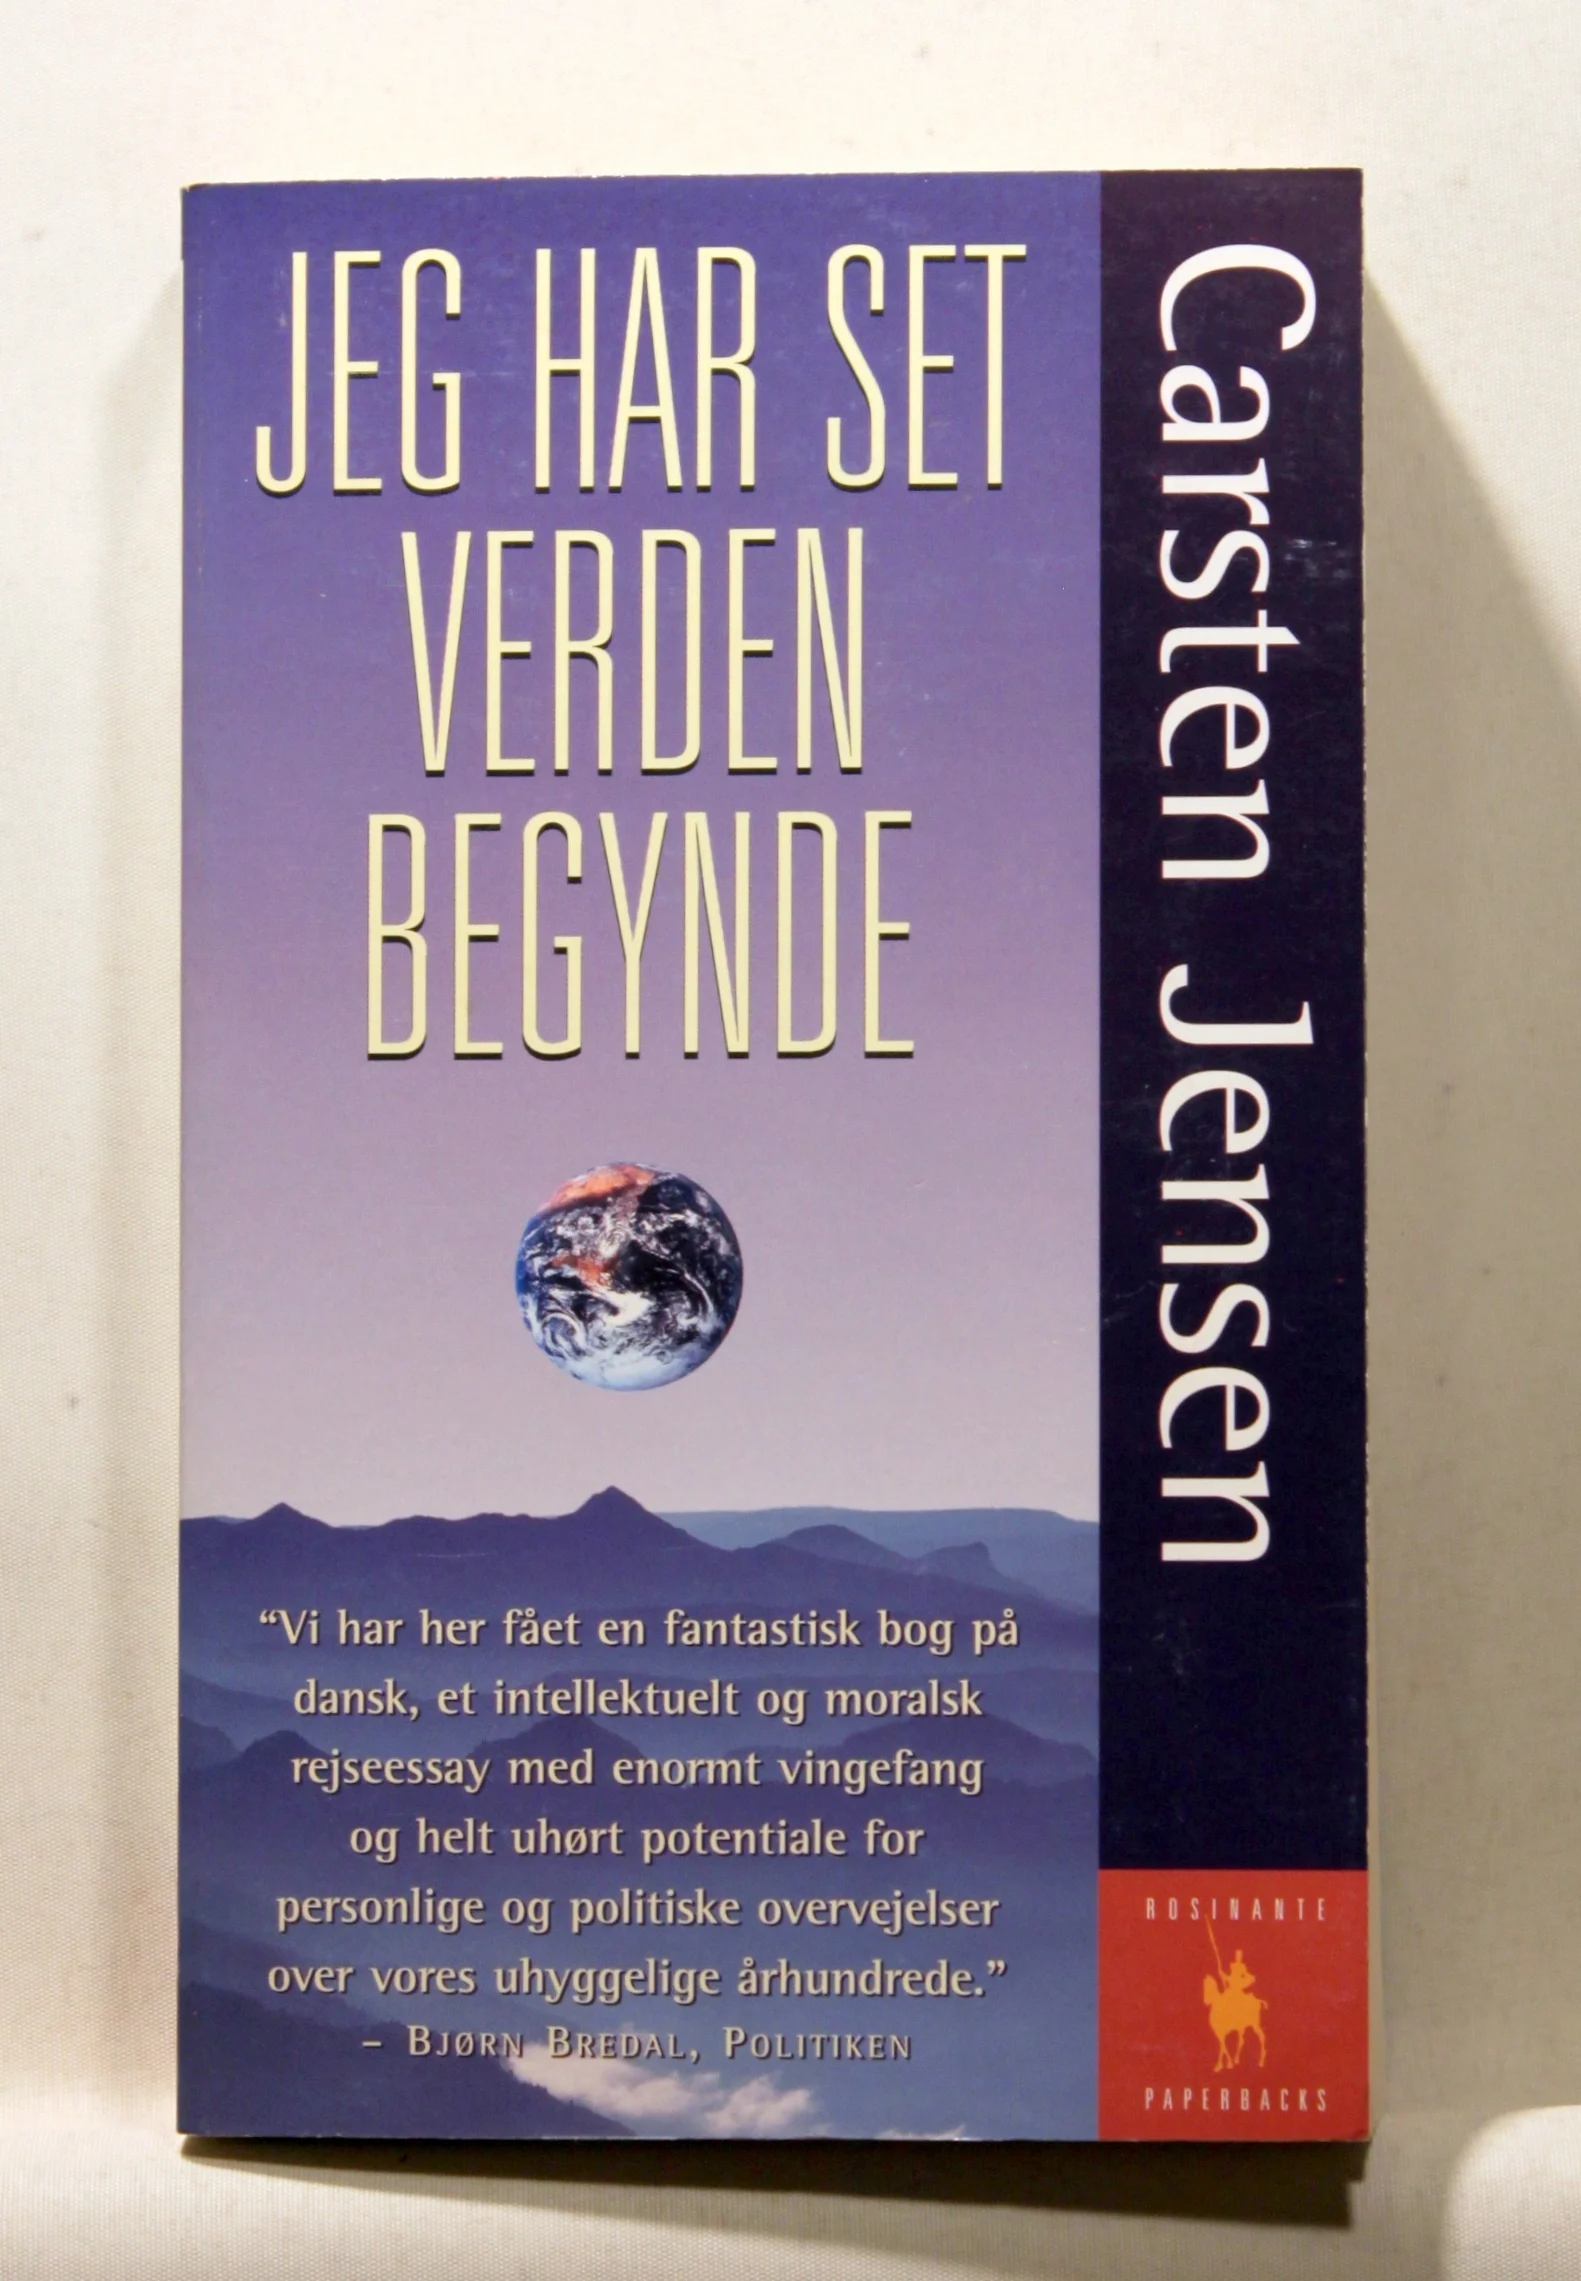 JEG HAR SET
VERDEN
BEGYNDE
Carsten Jensen
“Vi har her fået en fantastisk bog på
dansk, et intellektuelt og moralsk
rejseessay med enormt vingefang
og helt uhørt potentiale for
personlige og politiske overvejelser
over vores uhyggelige århundrede.”
– BJØRN BREDAL, POLITIKEN
ROSINANTE
PAPERBACKS